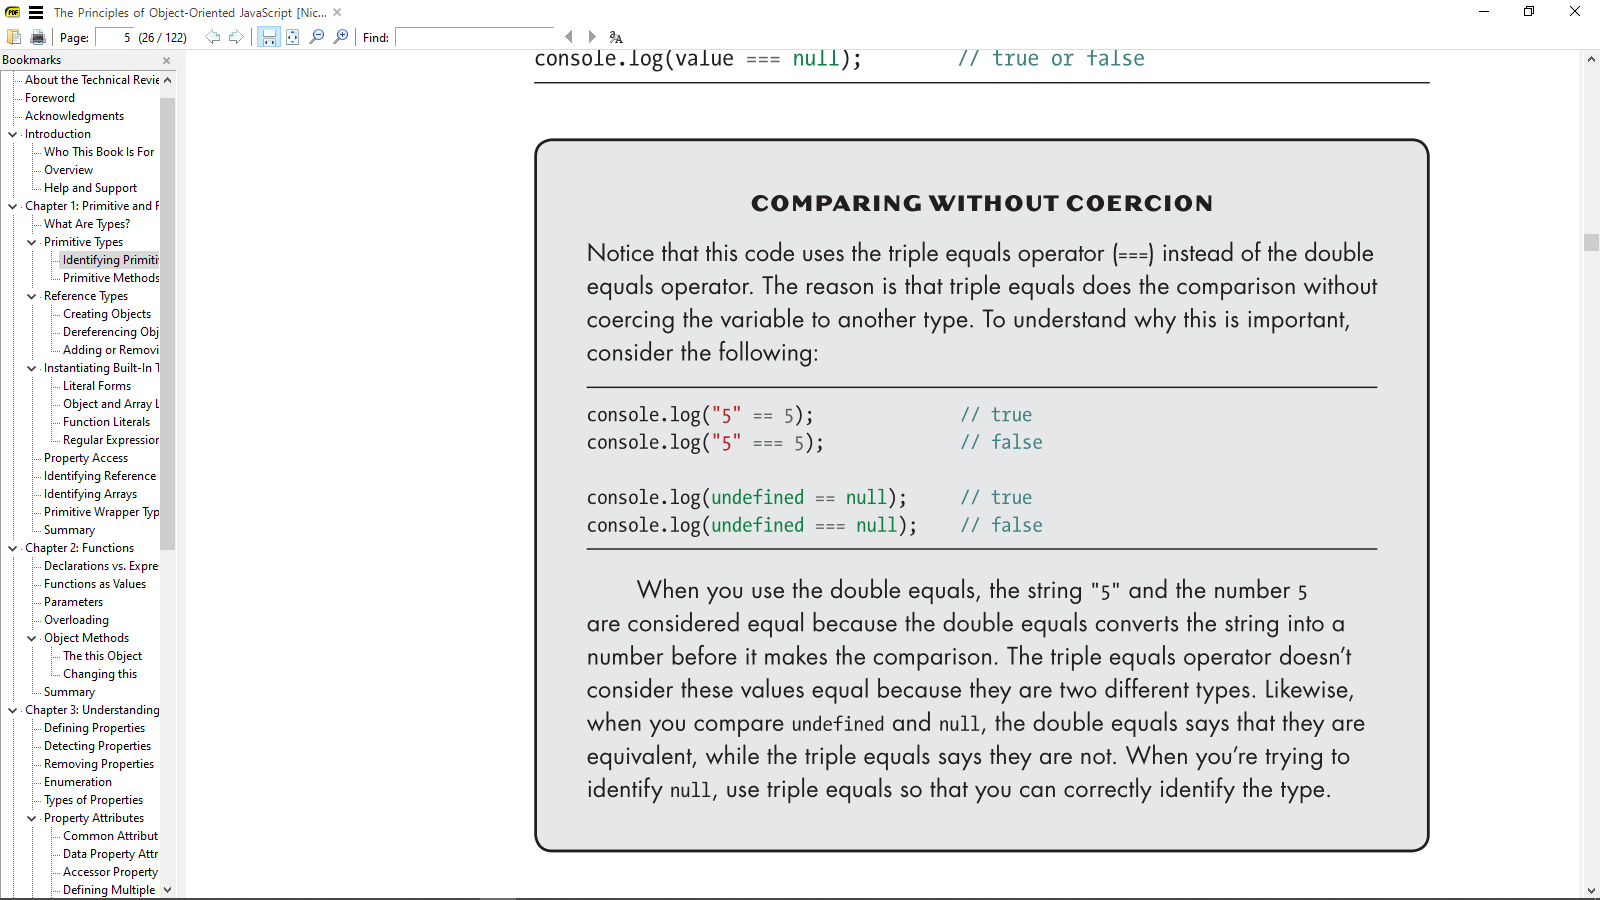 The Principles of Object-Oriented JavaScript [Nic...
Page: 5 (26 / 122) Find:
Bookmarks
About the Technical Revie
Foreword
Acknowledgments
Introduction
Who This Book Is For
Overview
Help and Support
Chapter 1: Primitive and R
What Are Types?
Primitive Types
Identifying Primiti
Primitive Methods
Reference Types
Creating Objects
Dereferencing Obj
Adding or Removi
Instantiating Built-In T
Literal Forms
Object and Array L
Function Literals
Regular Expression
Property Access
Identifying Reference
Identifying Arrays
Primitive Wrapper Typ
Summary
Chapter 2: Functions
Declarations vs. Expre
Functions as Values
Parameters
Overloading
Object Methods
The this Object
Changing this
Summary
Chapter 3: Understanding
Defining Properties
Detecting Properties
Removing Properties
Enumeration
Types of Properties
Property Attributes
Common Attribut
Data Property Attr
Accessor Property
Defining Multiple
console.log(value === null); // true or false
COMPARING WITHOUT COERCION
Notice that this code uses the triple equals operator (===) instead of the double
equals operator. The reason is that triple equals does the comparison without
coercing the variable to another type. To understand why this is important,
consider the following:
console.log("5" == 5); // true
console.log("5" === 5); // false
console.log(undefined == null); // true
console.log(undefined === null); // false
When you use the double equals, the string "5" and the number 5
are considered equal because the double equals converts the string into a
number before it makes the comparison. The triple equals operator doesn't
consider these values equal because they are two different types. Likewise,
when you compare undefined and null, the double equals says that they are
equivalent, while the triple equals says they are not. When you're trying to
identify null, use triple equals so that you can correctly identify the type.